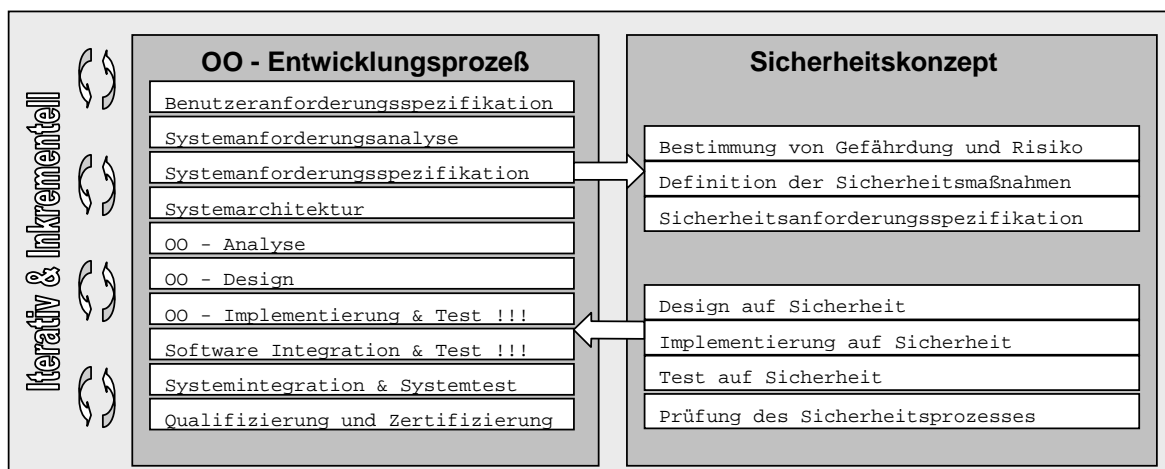 Iterativ & Inkrementell
OO - Entwicklungsprozeß
Benutzeranforderungsspezifikation
Systemanforderungsanalyse
Systemanforderungsspezifikation
Systemarchitektur
OO - Analyse
OO - Design
OO - Implementierung & Test !!!
Software Integration & Test !!!
Systemintegration & Systemtest
Qualifizierung und Zertifizierung
Sicherheitskonzept
Bestimmung von Gefährdung und Risiko
Definition der Sicherheitsmaßnahmen
Sicherheitsanforderungsspezifikation
Design auf Sicherheit
Implementierung auf Sicherheit
Test auf Sicherheit
Prüfung des Sicherheitsprozesses